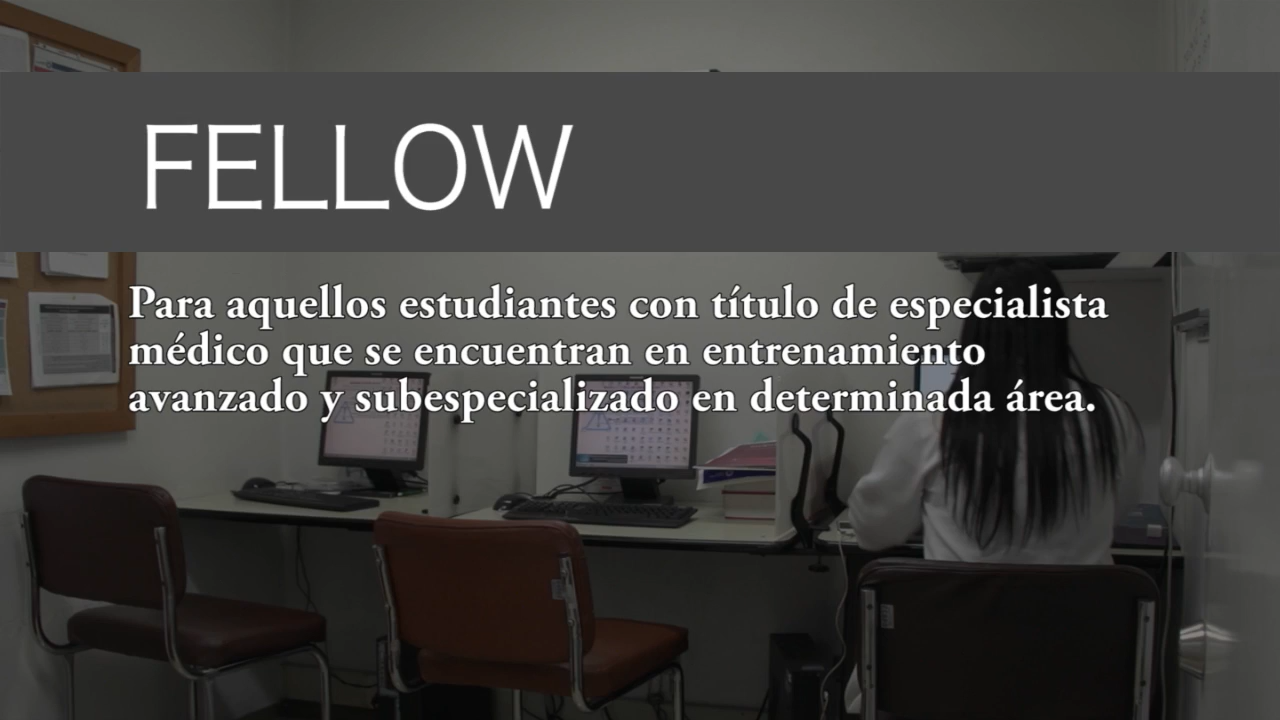 FELLOW
Para aquellos estudiantes con título de especialista
médico que se encuentran en entrenamiento
avanzado y subespecializado en determinada área.